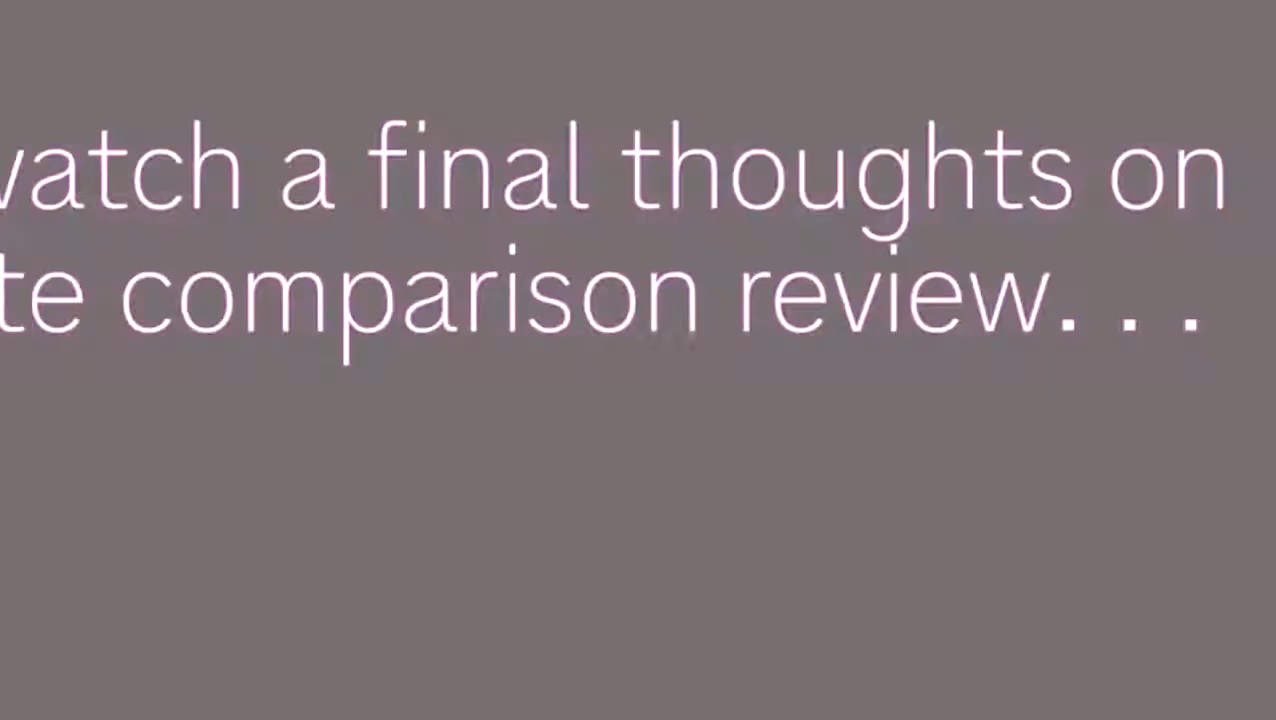 a final thoughts on
comparison review. . .